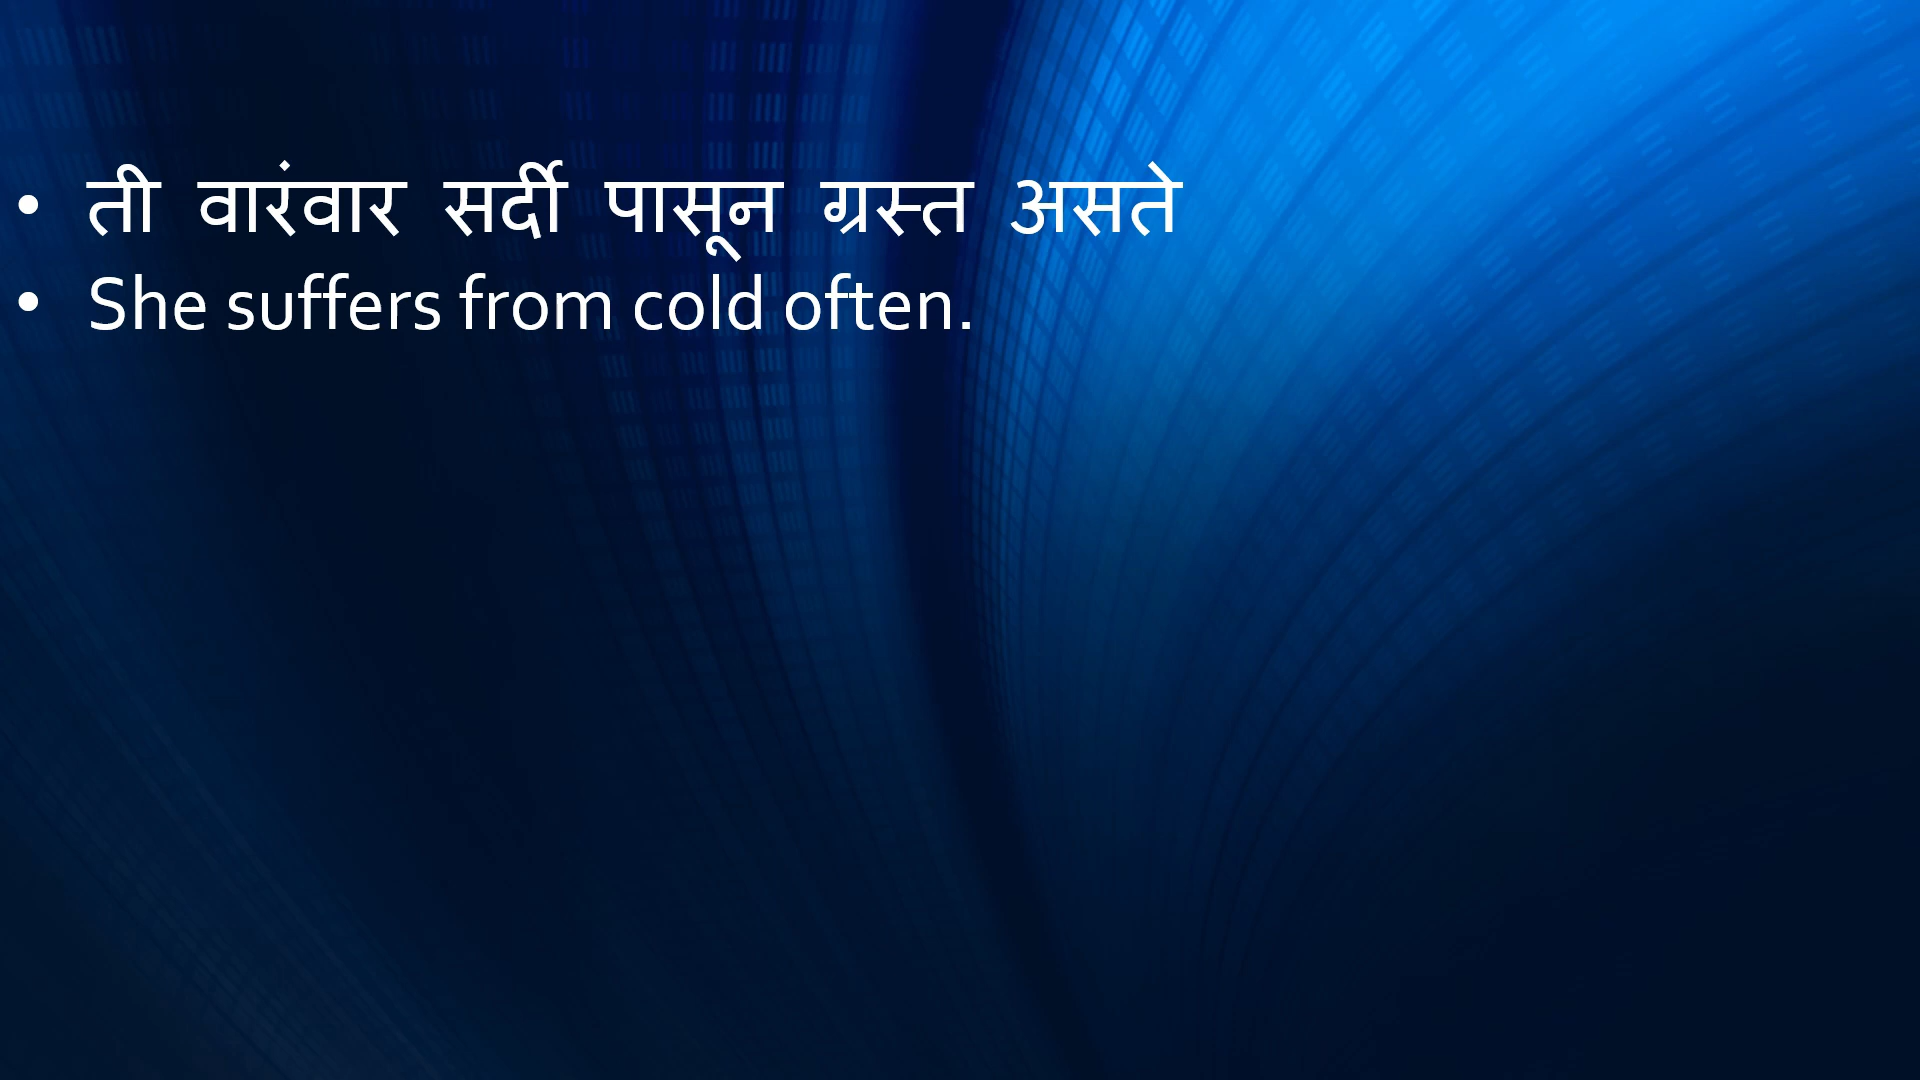 • ती वारंवार सर्दी पासून ग्रस्त असते
• She suffers from cold often.